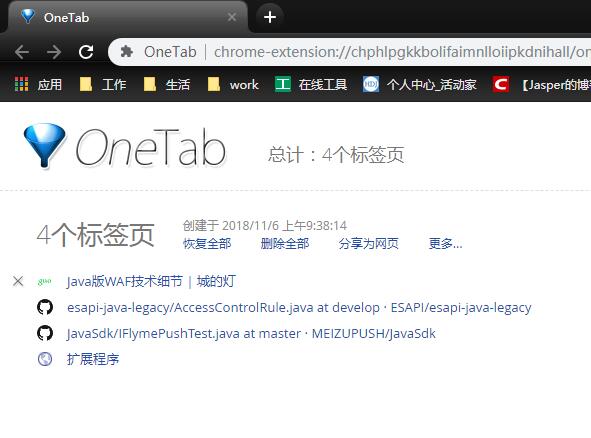 OneTab
OneTab chrome-extension://chphlpgkkbolifaimnlloiipkdnihall/on
应用 工作 生活 work 在线工具 个人中心_活动家 【Jasper的博
OneTab 总计：4个标签页
4个标签页
创建于 2018/11/6 上午9:38:14
恢复全部 删除全部 分享为网页 更多...
Java版WAF技术细节 | 城的灯
esapi-java-legacy/AccessControlRule.java at develop · ESAPI/esapi-java-legacy
JavaSdk/IFlymePushTest.java at master · MEIZUPUSH/JavaSdk
扩展程序